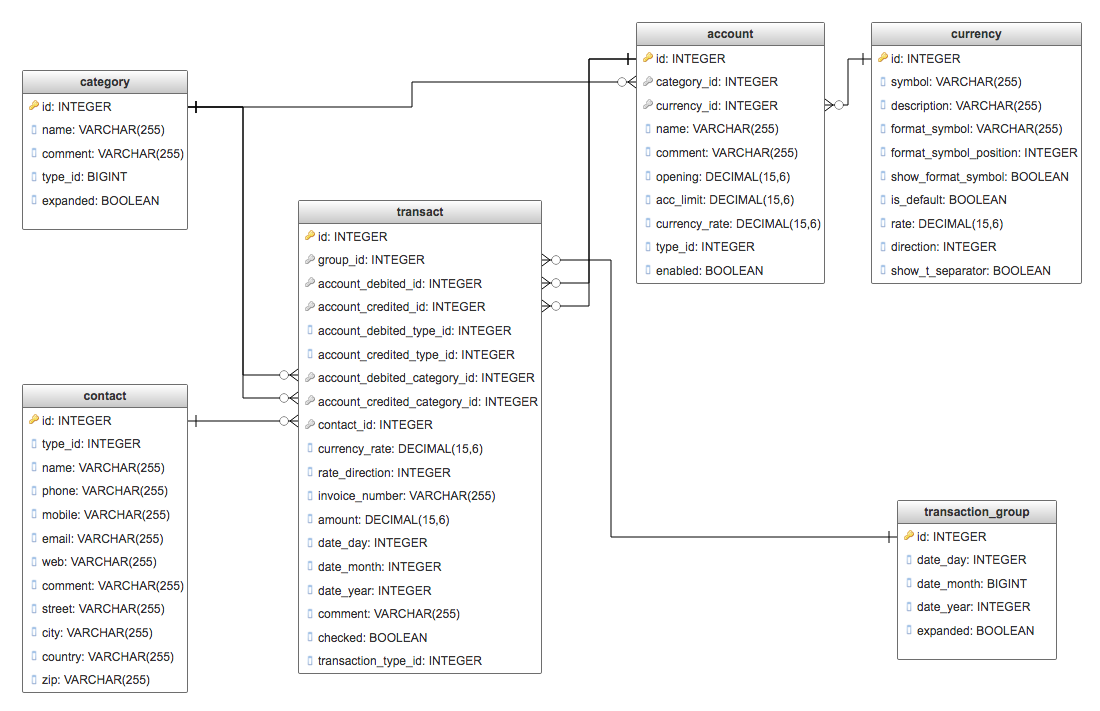 category
id: INTEGER
name: VARCHAR(255)
comment: VARCHAR(255)
type_id: BIGINT
expanded: BOOLEAN
contact
id: INTEGER
type_id: INTEGER
name: VARCHAR(255)
phone: VARCHAR(255)
mobile: VARCHAR(255)
email: VARCHAR(255)
web: VARCHAR(255)
comment: VARCHAR(255)
street: VARCHAR(255)
city: VARCHAR(255)
country: VARCHAR(255)
zip: VARCHAR(255)
transact
id: INTEGER
group_id: INTEGER
account_debited_id: INTEGER
account_credited_id: INTEGER
account_debited_type_id: INTEGER
account_credited_type_id: INTEGER
account_debited_category_id: INTEGER
account_credited_category_id: INTEGER
contact_id: INTEGER
currency_rate: DECIMAL(15,6)
rate_direction: INTEGER
invoice_number: VARCHAR(255)
amount: DECIMAL(15,6)
date_day: INTEGER
date_month: INTEGER
date_year: INTEGER
comment: VARCHAR(255)
checked: BOOLEAN
transaction_type_id: INTEGER
account
id: INTEGER
category_id: INTEGER
currency_id: INTEGER
name: VARCHAR(255)
comment: VARCHAR(255)
opening: DECIMAL(15,6)
acc_limit: DECIMAL(15,6)
currency_rate: DECIMAL(15,6)
type_id: INTEGER
enabled: BOOLEAN
currency
id: INTEGER
symbol: VARCHAR(255)
description: VARCHAR(255)
format_symbol: VARCHAR(255)
format_symbol_position: INTEGER
show_format_symbol: BOOLEAN
is_default: BOOLEAN
rate: DECIMAL(15,6)
direction: INTEGER
show_t_separator: BOOLEAN
transaction_group
id: INTEGER
date_day: INTEGER
date_month: BIGINT
date_year: INTEGER
expanded: BOOLEAN